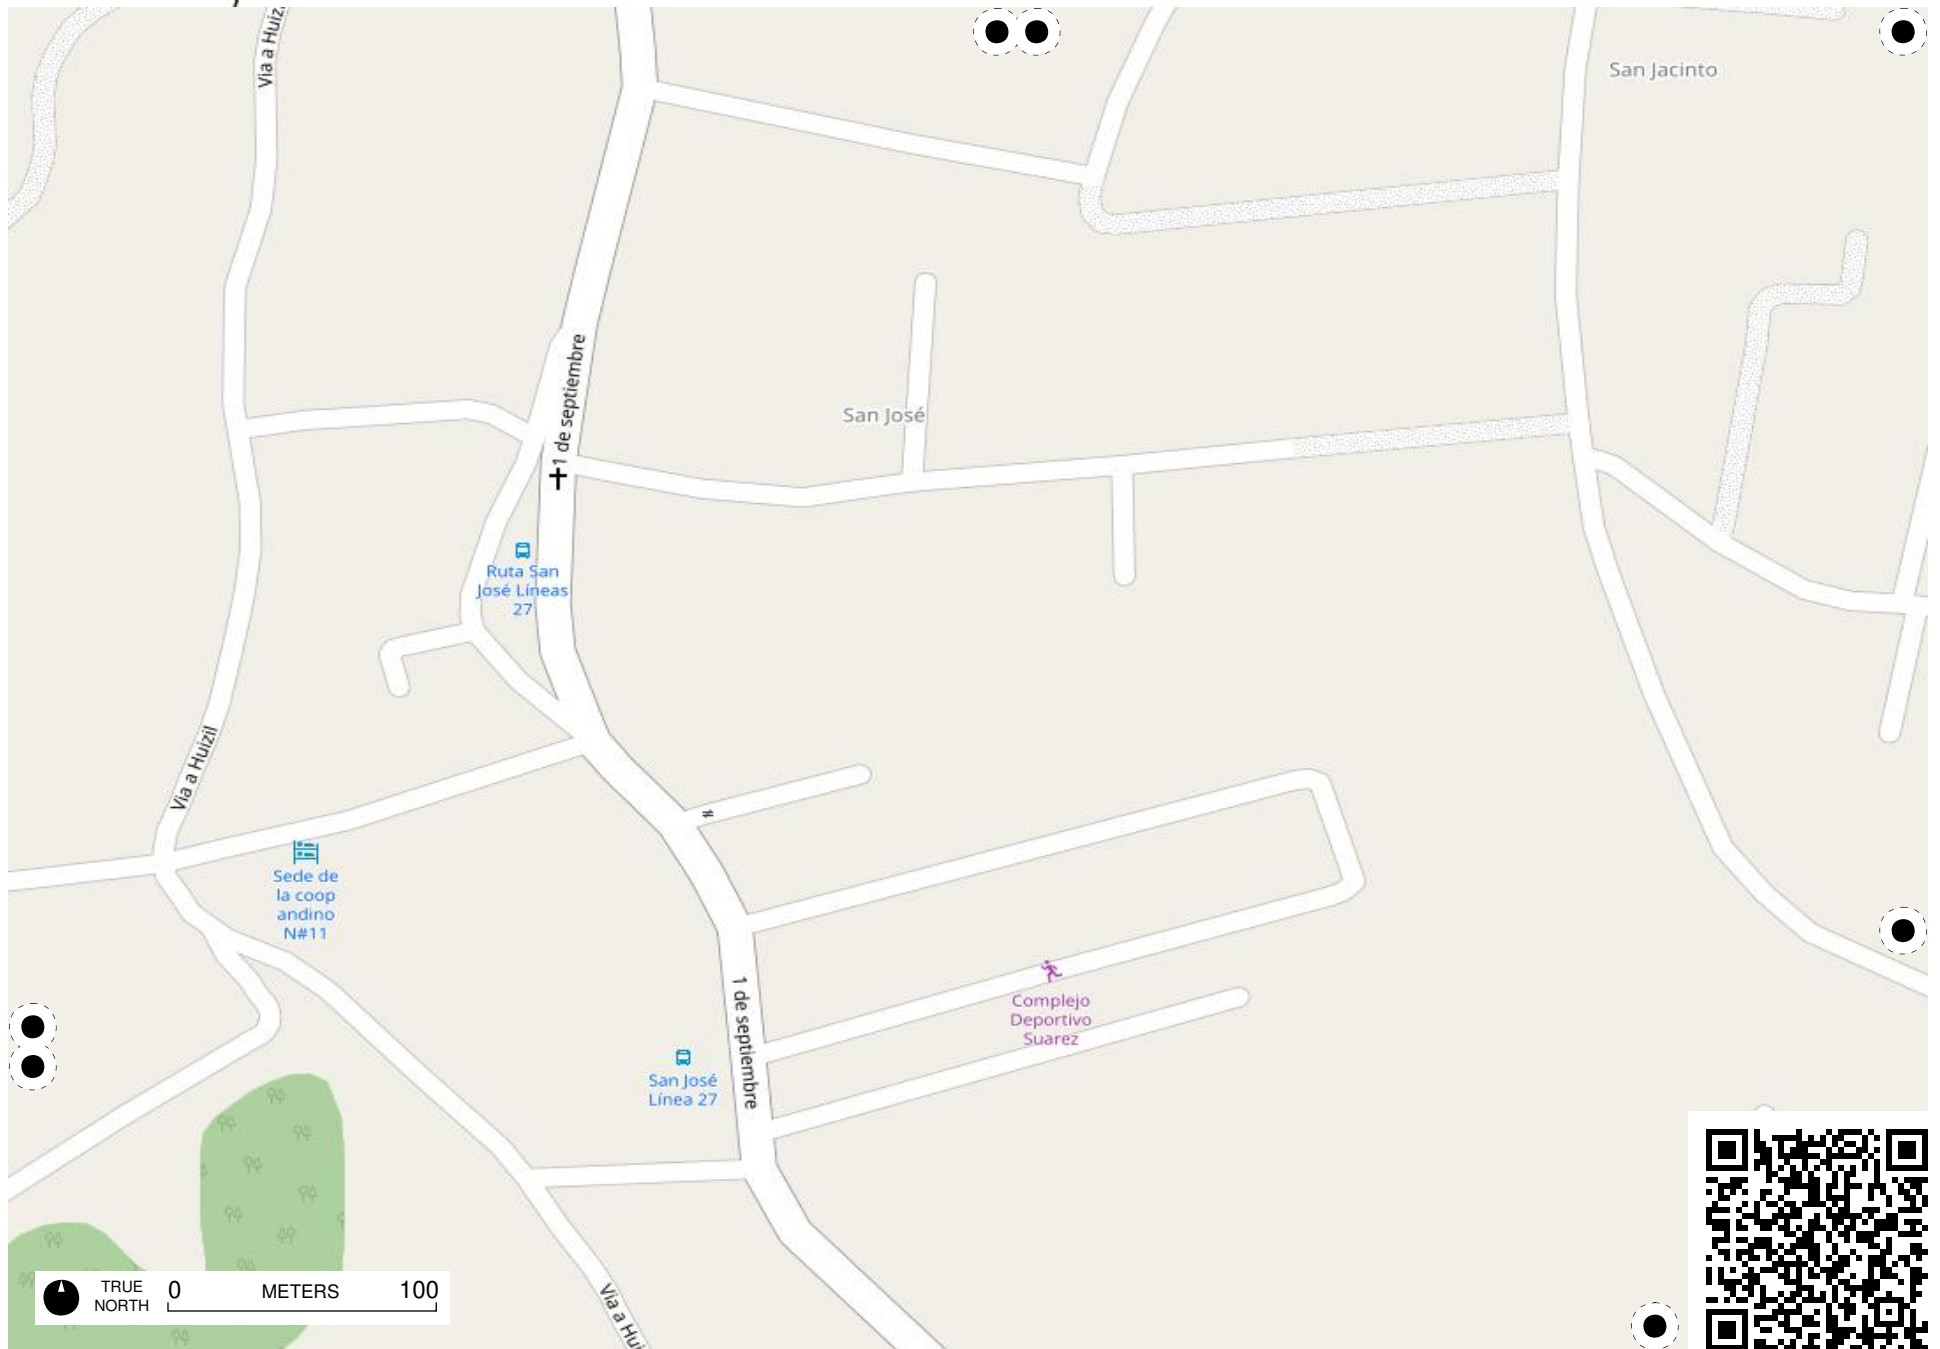 Via a Huiz
San Jacinto
1 de septiembre
San José
Ruta San
José Líneas
27
Via a Huizil
Sede de
la coop
andino
N#11
1 de septiembre
Complejo
Deportivo
Suarez
San José
Línea 27
Via a Hui
TRUE
NORTH
0 METERS 100